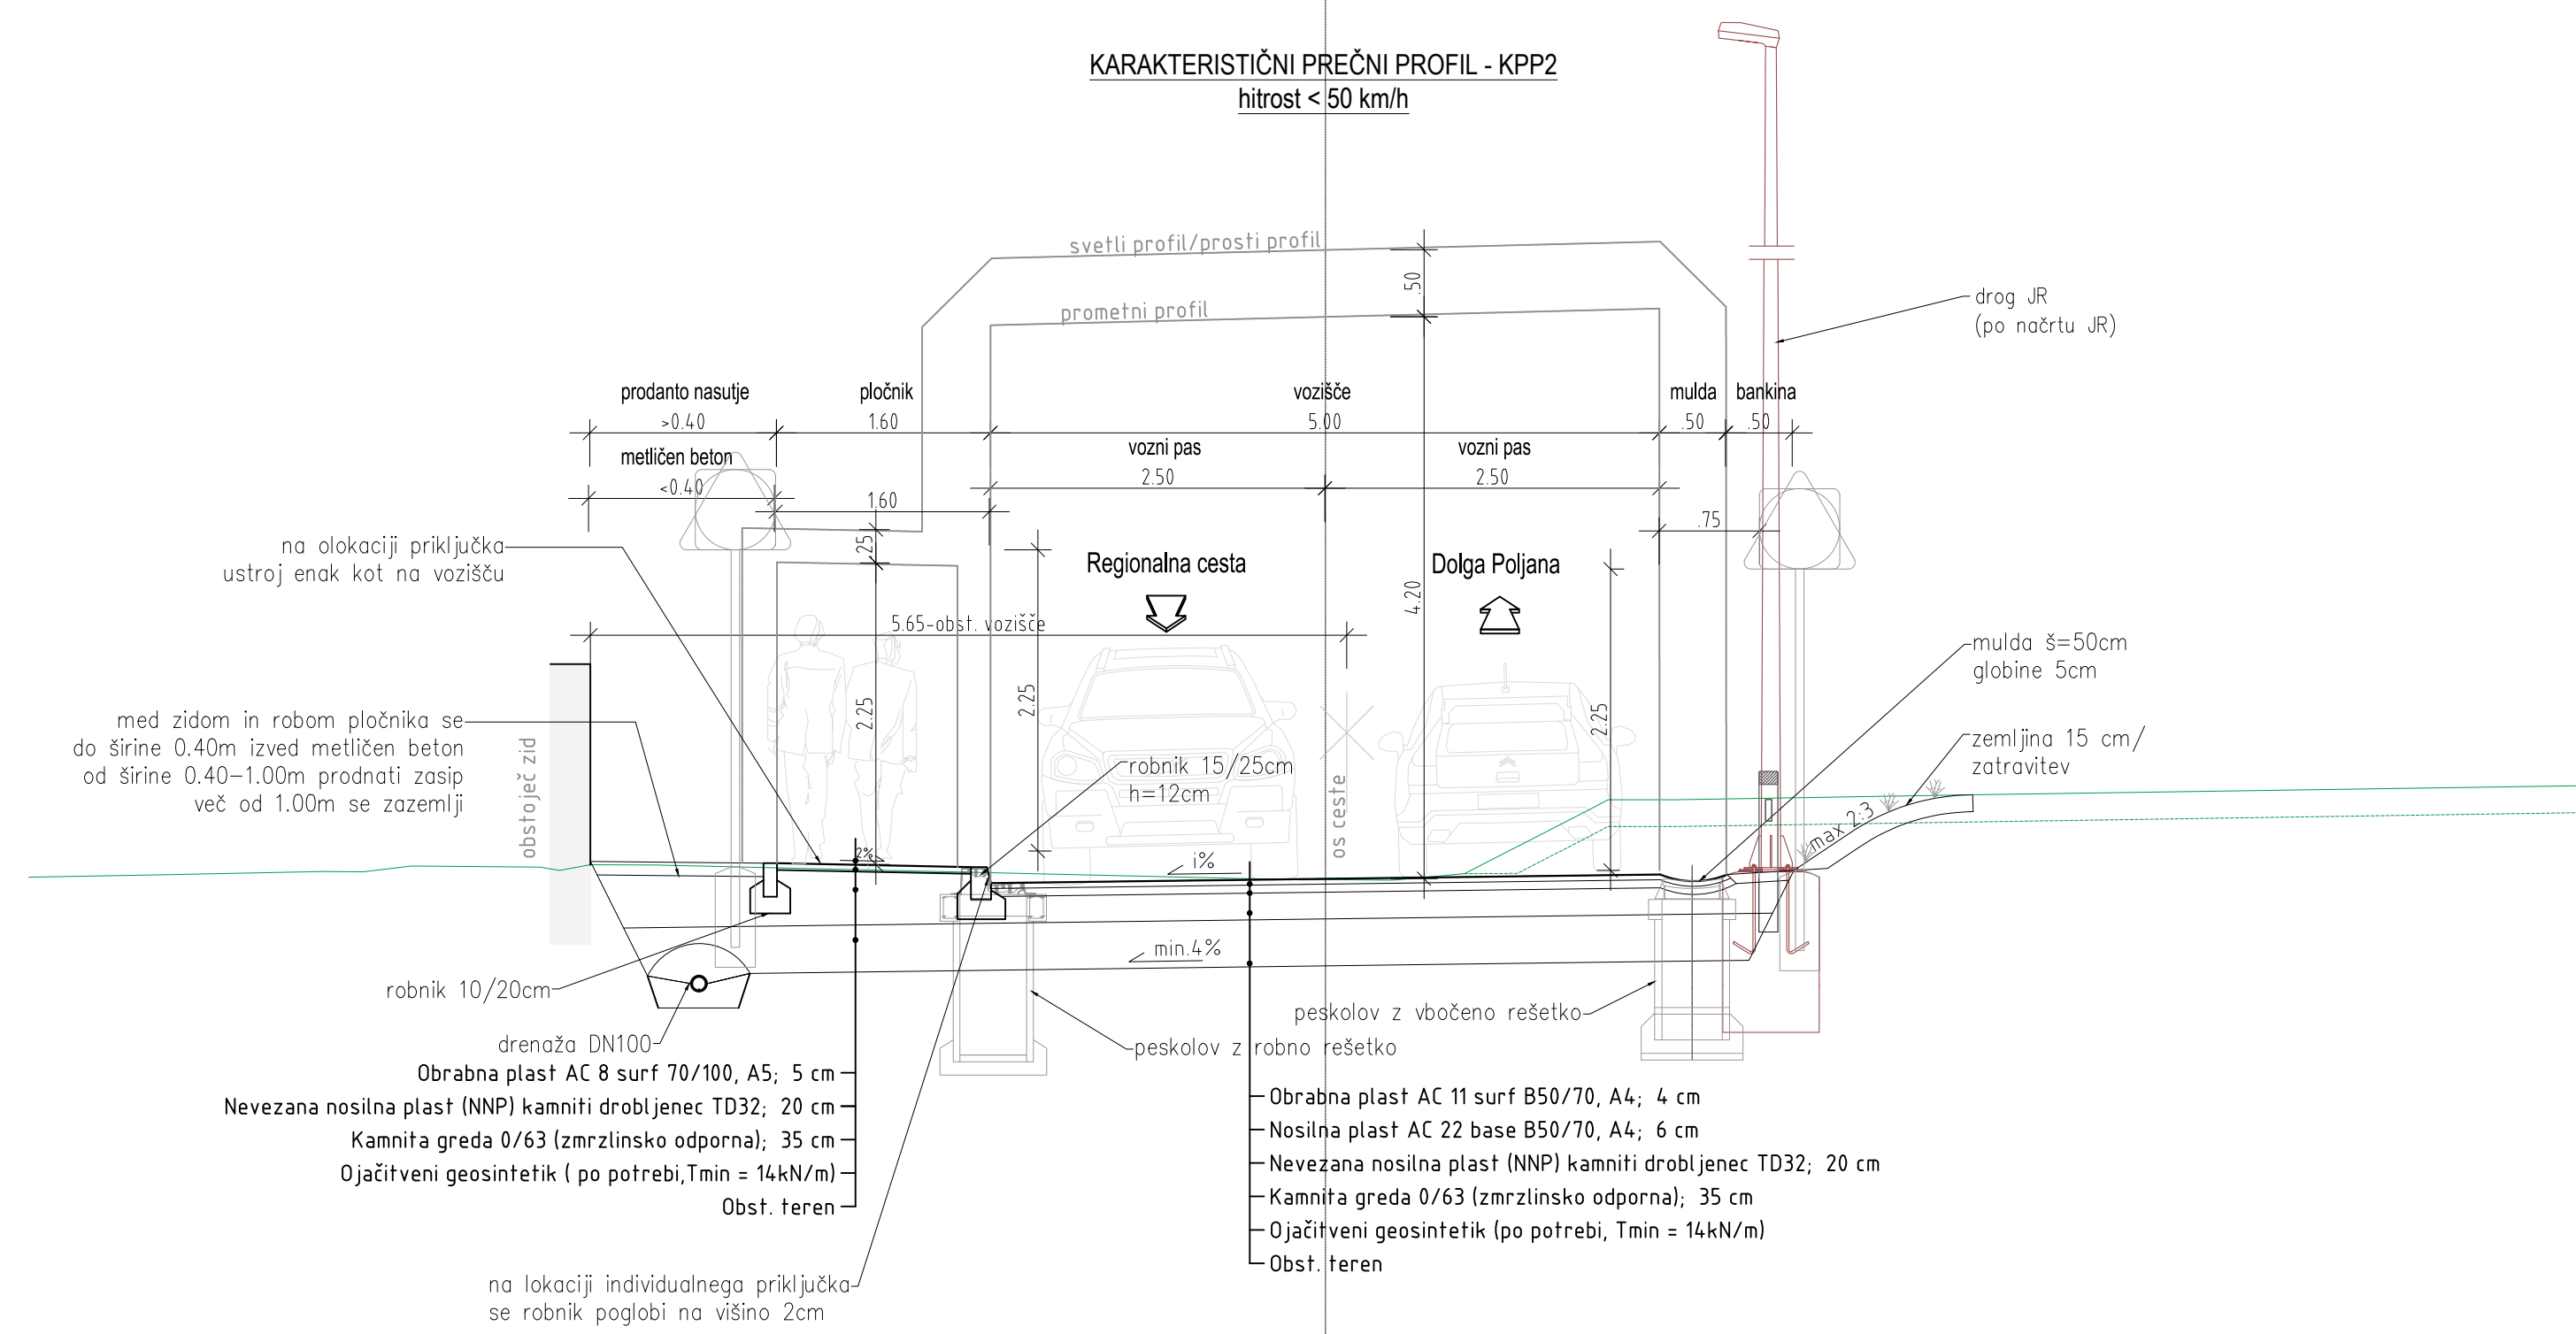 KARAKTERISTIČNI PREČNI PROFIL - KPP2
hitrost < 50 km/h
svetli profil/prosti profil
.50
prometni profil
drog JR
(po načrtu JR)
prodanto nasutje
pločnik
vozišče
mulda
bankina
>0.40
1.60
5.00
.50
.50
metličen beton
vozni pas
vozni pas
<0.40
1.60
2.50
2.50
.75
.25
na olokaciji priključka
ustroj enak kot na vozišču
Regionalna cesta
Dolga Poljana
4.20
5.65-obst. vozišče
mulda š=50cm
globine 5cm
2.25
2.25
2.25
med zidom in robom pločnika se
do širine 0.40m izved metličen beton
od širine 0.40-1.00m prodnati zasip
več od 1.00m se zazemlji
obstoječ zid
robnik 15/25cm
h=12cm
os ceste
zemljina 15 cm/
zatravitev
max 2:3
2%
i%
min.4%
robnik 10/20cm
drenaža DN100
peskolov z robno rešetko
peskolov z vbočeno rešetko
Obrabna plast AC 8 surf 70/100, A5; 5 cm
Nevezana nosilna plast (NNP) kamniti drobljenec TD32; 20 cm
Kamnita greda 0/63 (zmrzlinsko odporna); 35 cm
Ojačitveni geosintetik ( po potrebi,Tmin = 14kN/m)
Obst. teren
Obrabna plast AC 11 surf B50/70, A4; 4 cm
Nosilna plast AC 22 base B50/70, A4; 6 cm
Nevezana nosilna plast (NNP) kamniti drobljenec TD32; 20 cm
Kamnita greda 0/63 (zmrzlinsko odporna); 35 cm
Ojačitveni geosintetik (po potrebi, Tmin = 14kN/m)
Obst. teren
na lokaciji individualnega priključka
se robnik poglobi na višino 2cm